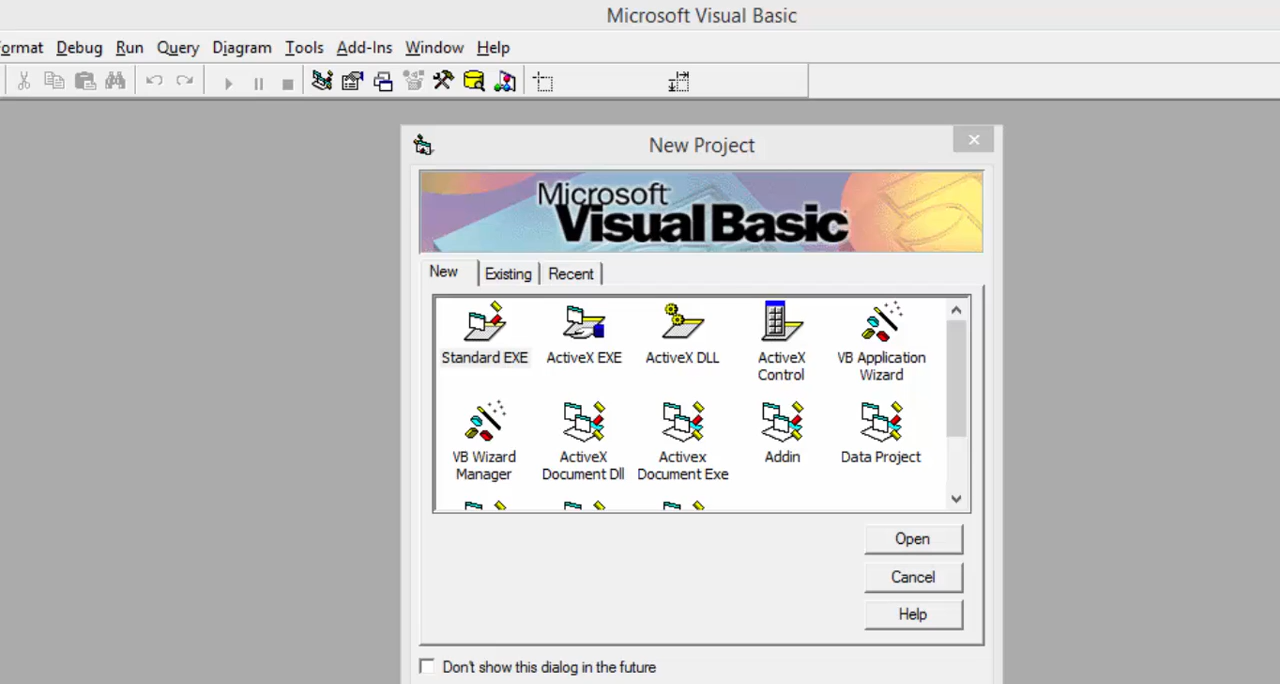 Microsoft Visual Basic
ormat Debug Run Query Diagram Tools Add-Ins Window Help
New Project
Microsoft
Visual Basic
New Existing Recent
Standard EXE
ActiveX EXE
ActiveX DLL
ActiveX
Control
VB Application
Wizard
VB Wizard
Manager
ActiveX
Document Dll
Activex
Document Exe
Addin
Data Project
Open
Cancel
Help
Don't show this dialog in the future